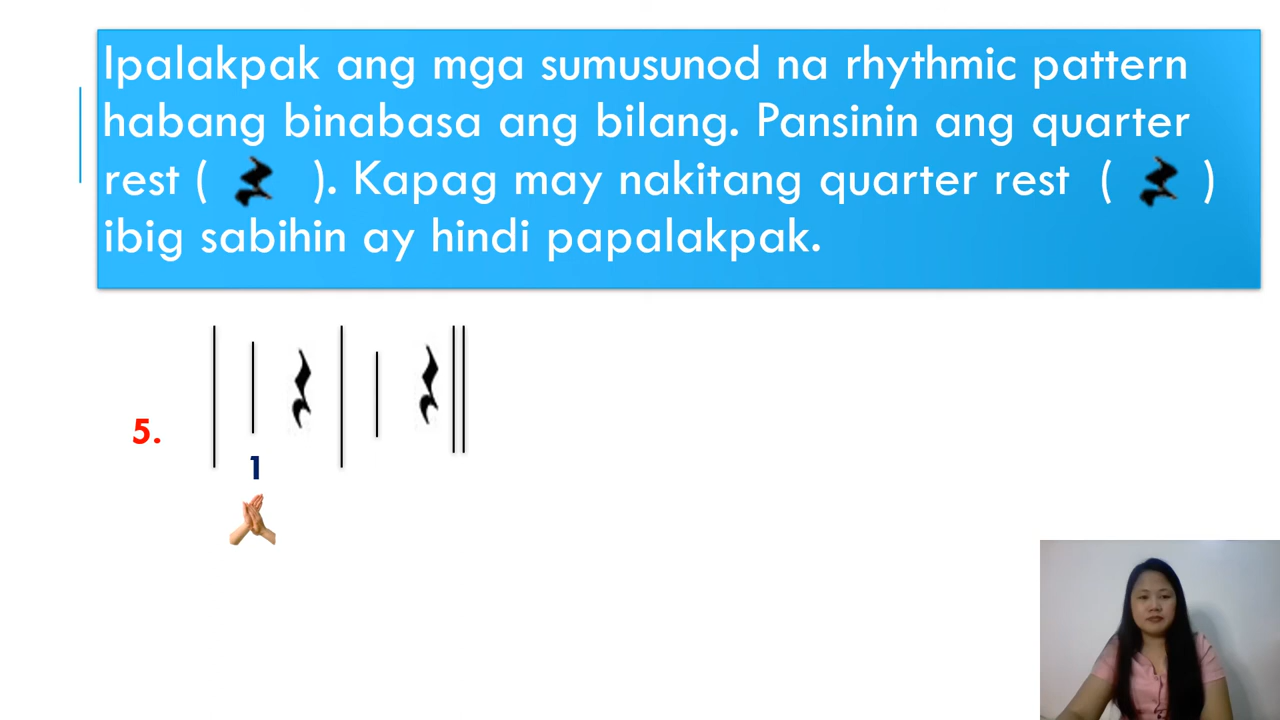 Ipalakpak ang mga sumusunod na rhythmic pattern
habang binabasa ang bilang. Pansinin ang quarter
rest ( ). Kapag may nakitang quarter rest ( )
ibig sabihin ay hindi papalakpak.
5.
1